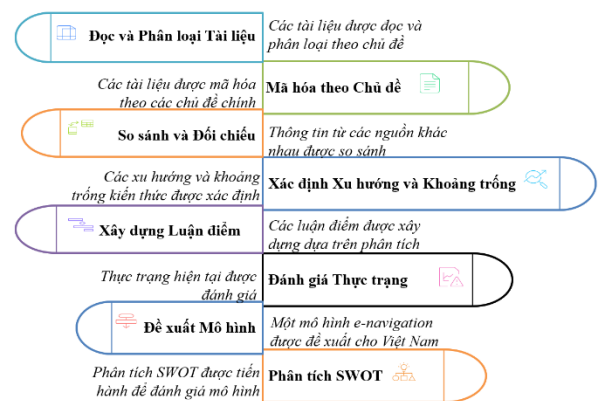 Đọc và Phân loại Tài liệu
Các tài liệu được đọc và
phân loại theo chủ đề
Các tài liệu được mã hóa
theo các chủ đề chính
Mã hóa theo Chủ dề
So sánh và Đối chiếu
Thông tin từ các nguồn khác
nhau được so sánh
Các xu hướng và khoảng
trống kiến thức được xác định
Xác định Xu hướng và Khoảng trống
Xây dựng Luận điểm
Các luận điểm được xây
dựng dựa trên phân tích
Thực trạng hiện tại được
đánh giá
Đánh giá Thực trạng
Đề xuất Mô hình
Một mô hình e-navigation
được đề xuất cho Việt Nam
Phân tích SWOT được tiến
hành để đánh giá mô hình
Phân tích SWOT